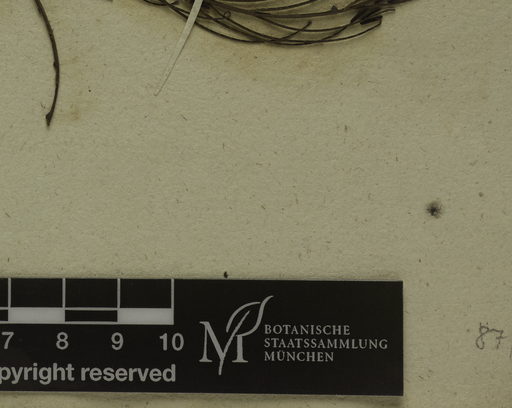 7 8 9 10
BOTANISCHE
STAATSSAMMLUNG
MÜNCHEN
pyright reserved
87